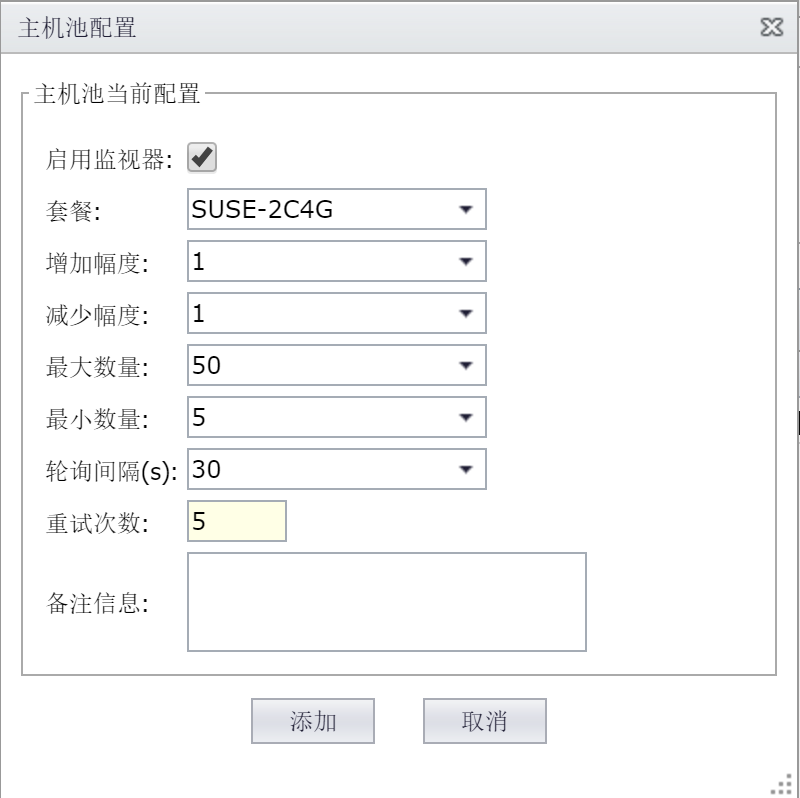 主机池配置
主机池当前配置
启用监视器:
套餐: SUSE-2C4G
增加幅度: 1
减少幅度: 1
最大数量: 50
最小数量: 5
轮询间隔(s): 30
重试次数: 5
备注信息:
添加 取消